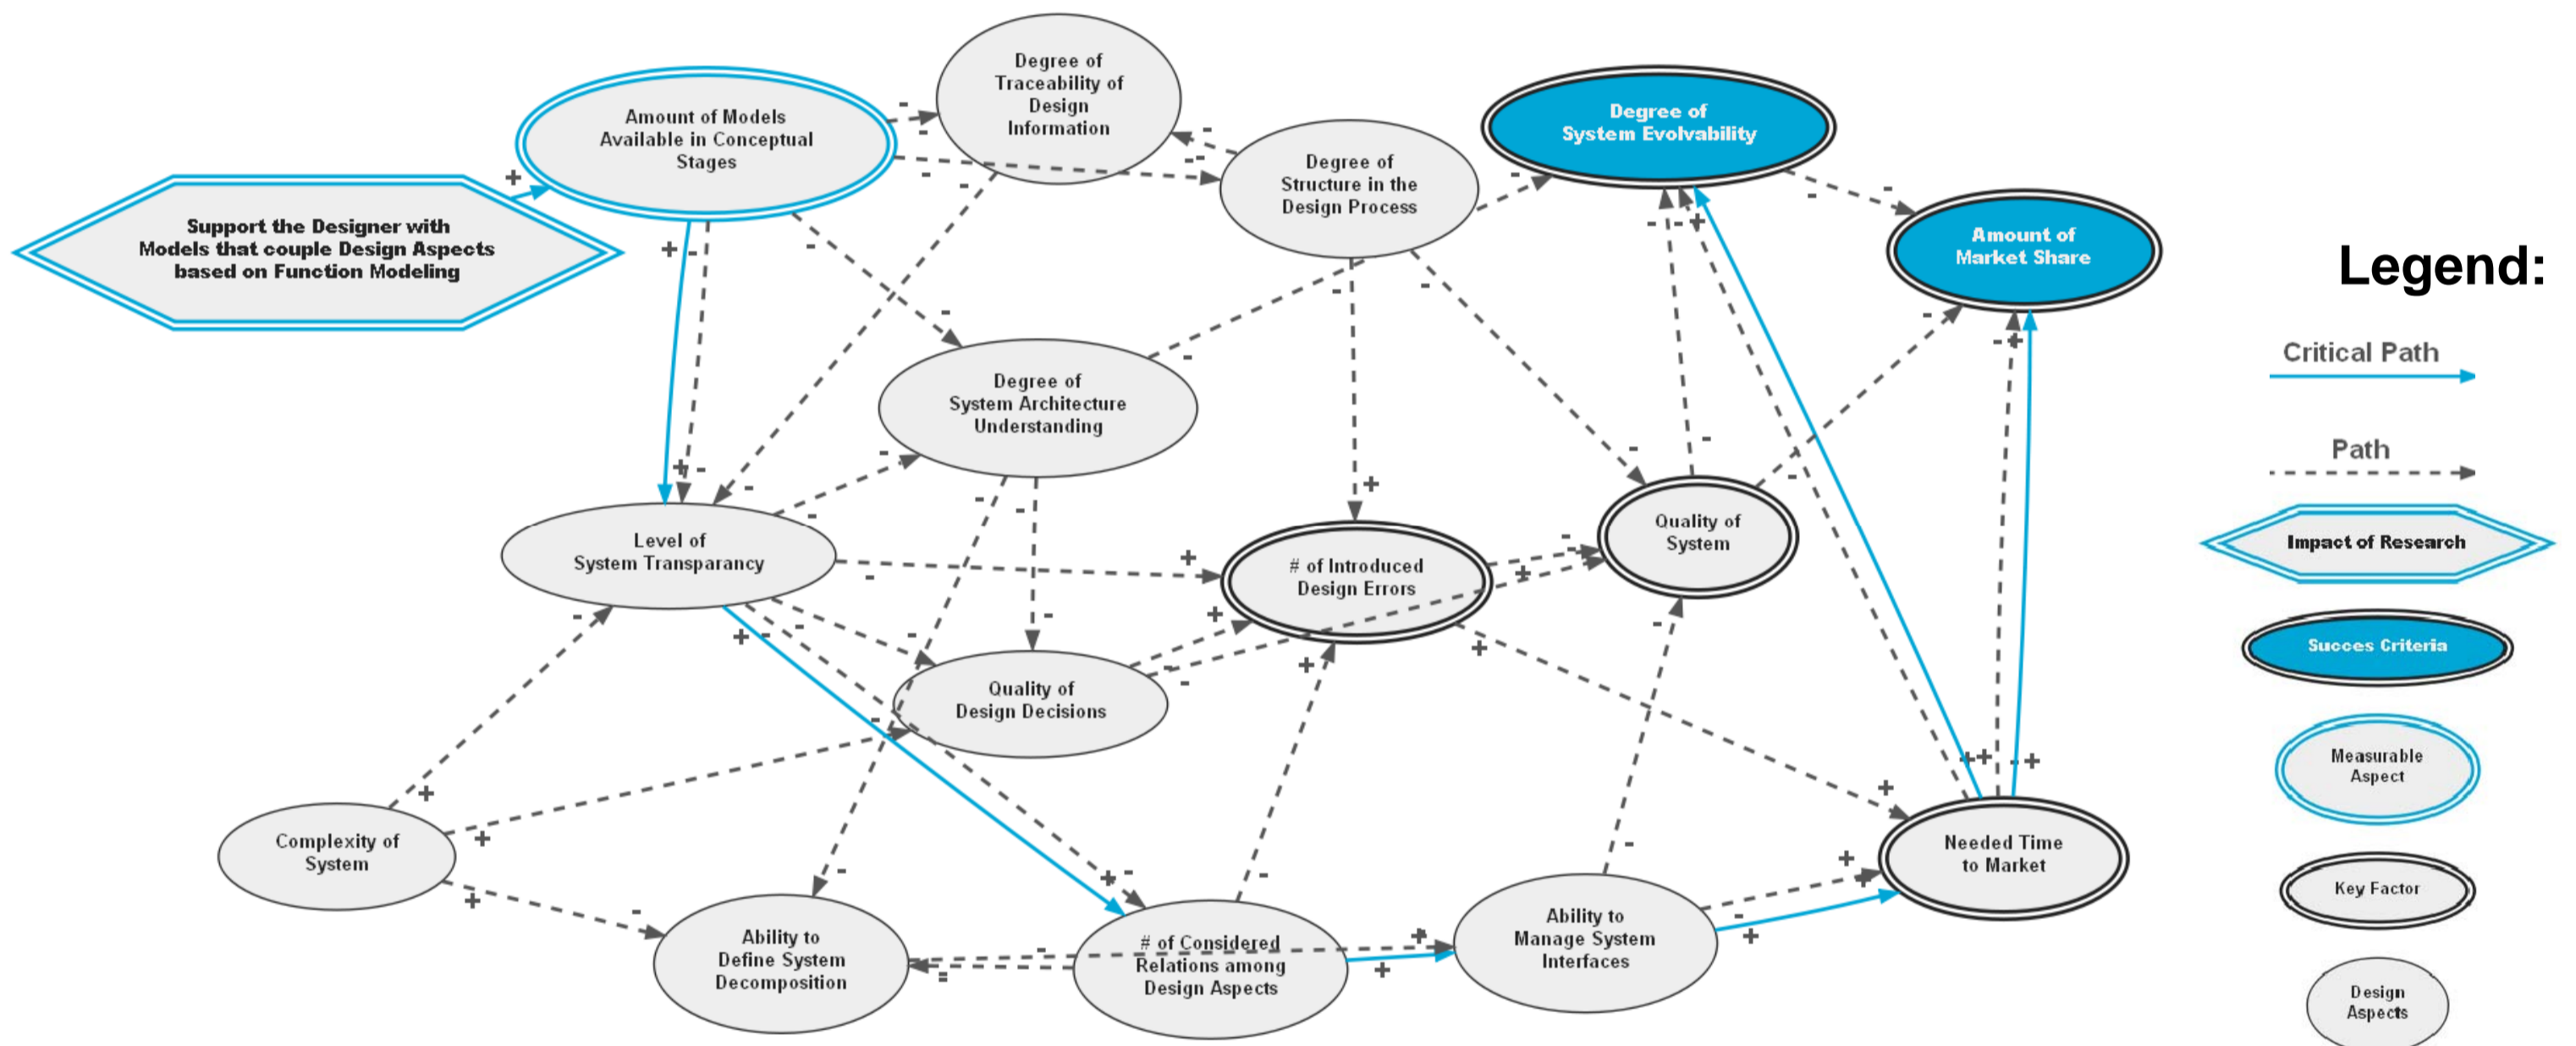 Degree of
Traceability of
Design
Information
Amount of Models
Available in Conceptual
Stages
Degree of
System Evolvability
Degree of
Structure in the
Design Process
Support the Designer with
Models that couple Design Aspects
based on Function Modeling
Amount of
Market Share
Legend:
Critical Path
Path
Degree of
System Architecture
Understanding
Level of
System Transparancy
# of Introduced
Design Errors
Quality of
System
Impact of Research
Succes Criteria
Quality of
Design Decisions
Measurable
Aspect
Complexity of
System
Needed Time
to Market
Key Factor
Ability to
Define System
Decomposition
# of Considered
Relations among
Design Aspects
Ability to
Manage System
Interfaces
Design
Aspects